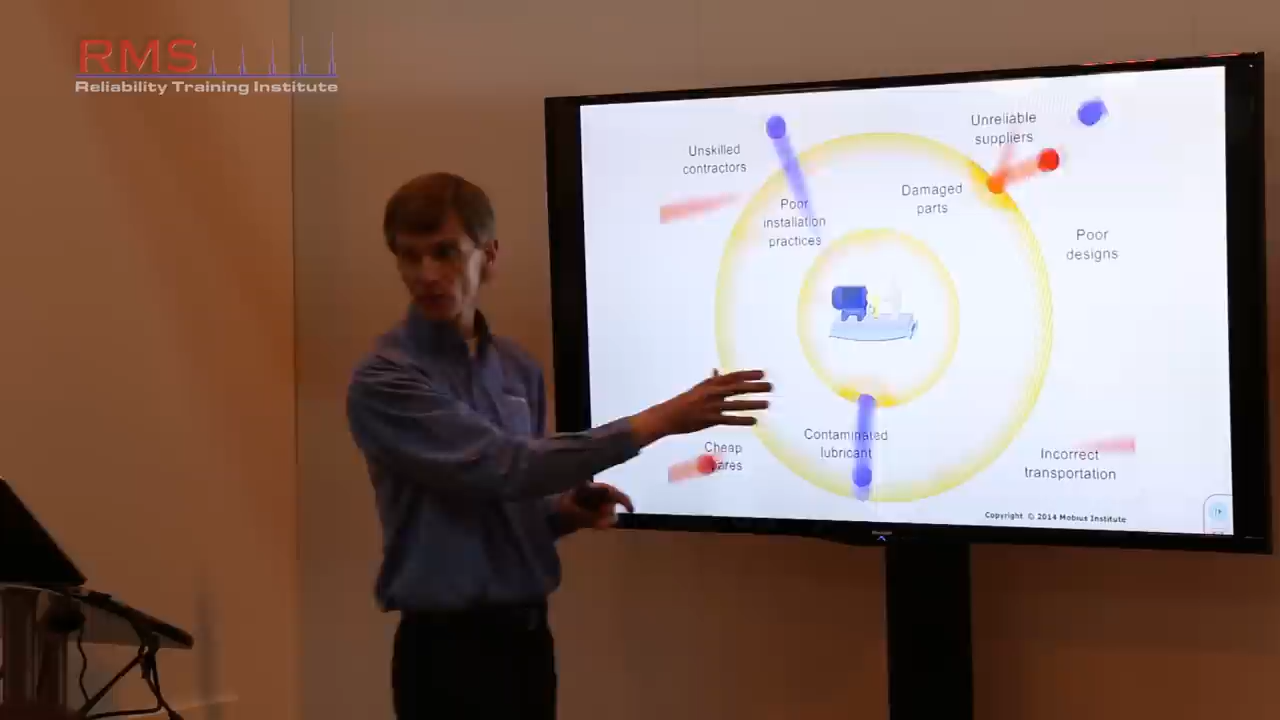 RMS
Reliability Training Institute
Unskilled
contractors
Poor
installation
practices
Unreliable
suppliers
Damaged
parts
Poor
designs
Cheap
Contaminated
lubricant
Incorrect
transportation
Copyright © 2014 Mobius Institute